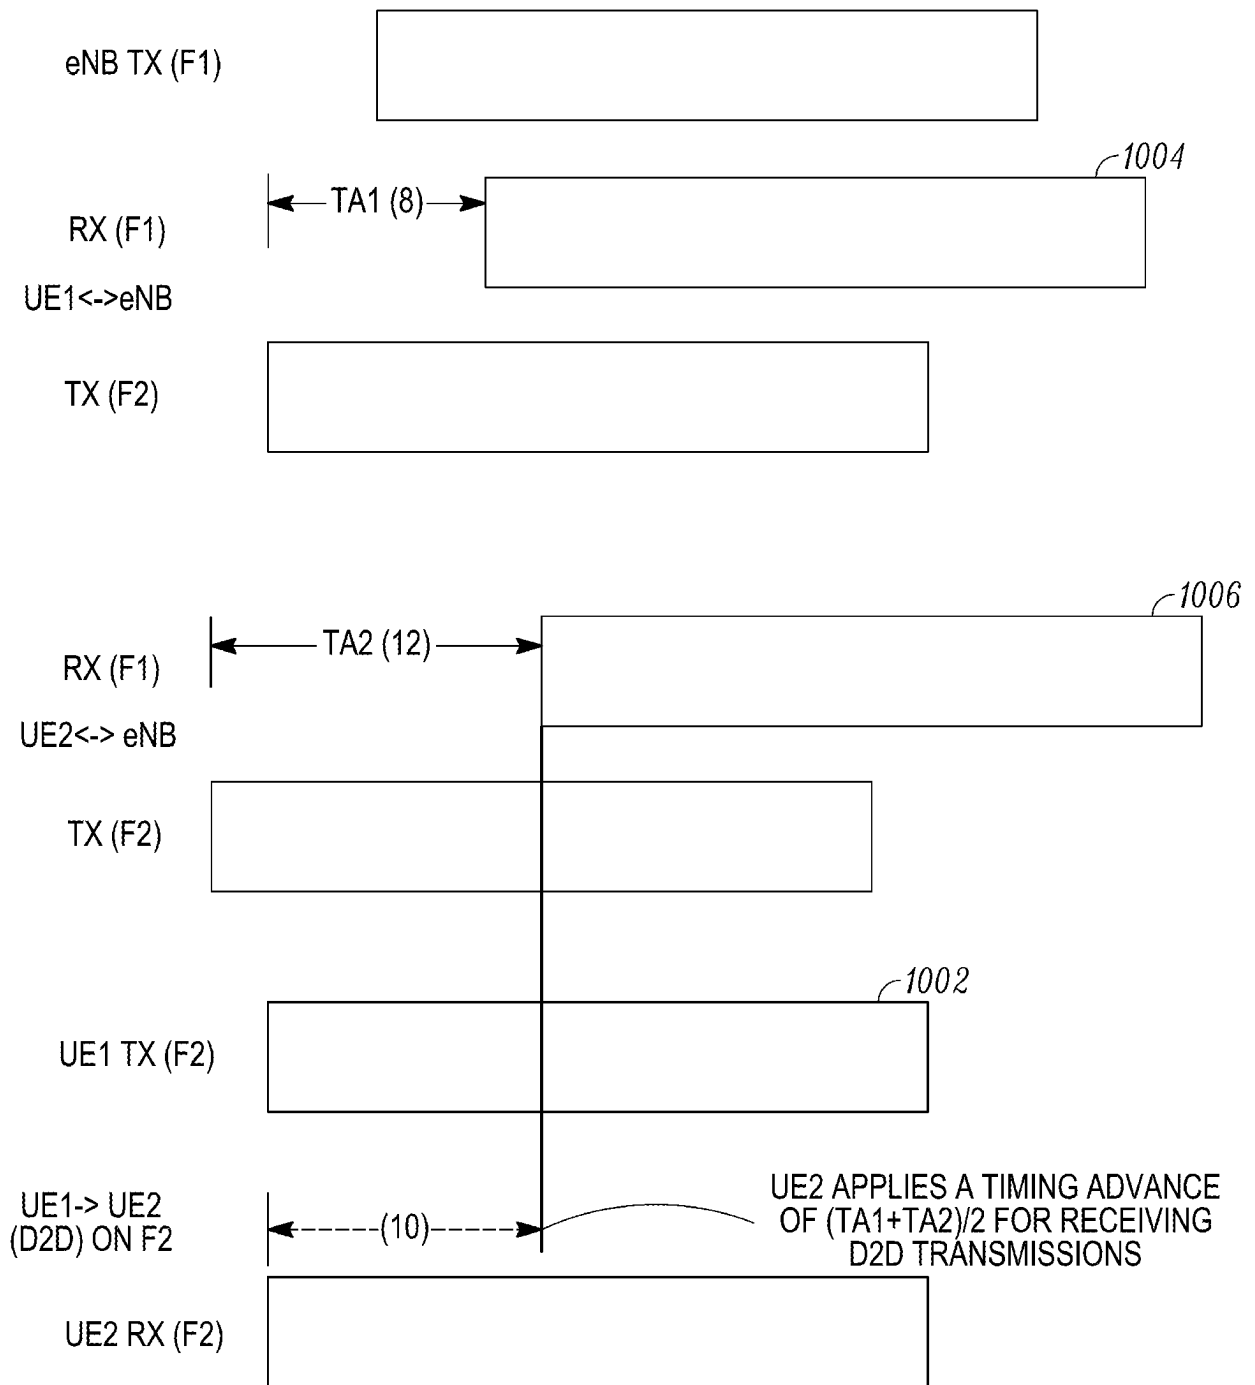 eNB TX (F1)
1004
TA1 (8)
RX (F1)
UE1<->eNB
TX (F2)
1006
TA2 (12)
RX (F1)
UE2<-> eNB
TX (F2)
1002
UE1 TX (F2)
UE1-> UE2
(D2D) ON F2
(10)
UE2 APPLIES A TIMING ADVANCE
OF (TA1+TA2)/2 FOR RECEIVING
D2D TRANSMISSIONS
UE2 RX (F2)